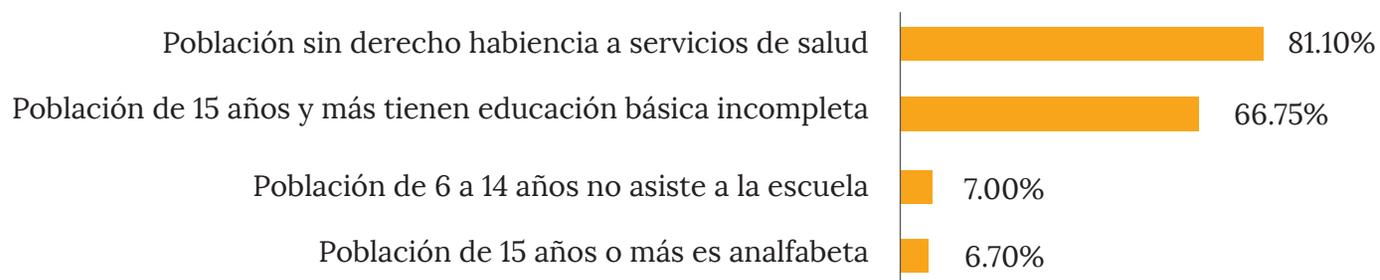 Población sin derecho habiencia a servicios de salud 81.10%
Población de 15 años y más tienen educación básica incompleta 66.75%
Población de 6 a 14 años no asiste a la escuela 7.00%
Población de 15 años o más es analfabeta 6.70%